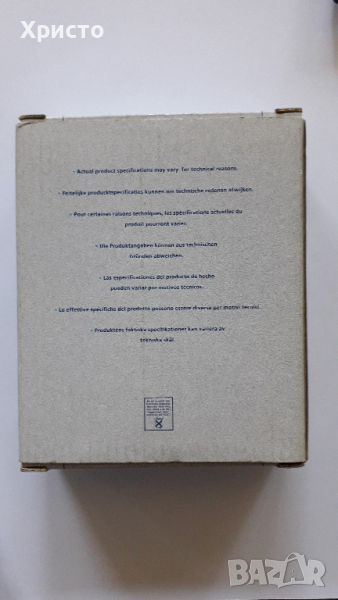 Христо
- Actual product specifications may vary for technical reasons.
- Feitelijke productspecificaties kunnen om technische redenen afwijken.
- Pour certaines raisons techniques, les spécifications actuelles du
produit pourront varier.
- Die Produktangaben können aus technischen
Gründen abweichen.
- Las especificaciones del producto de hecho
pueden variar por motivos técnicos.
- Le effettive specifiche del prodotto possono essere diverse per motivi tecnici.
- Produktens faktiska specifikationer kan variera av
tekniska skäl.
BAZAR